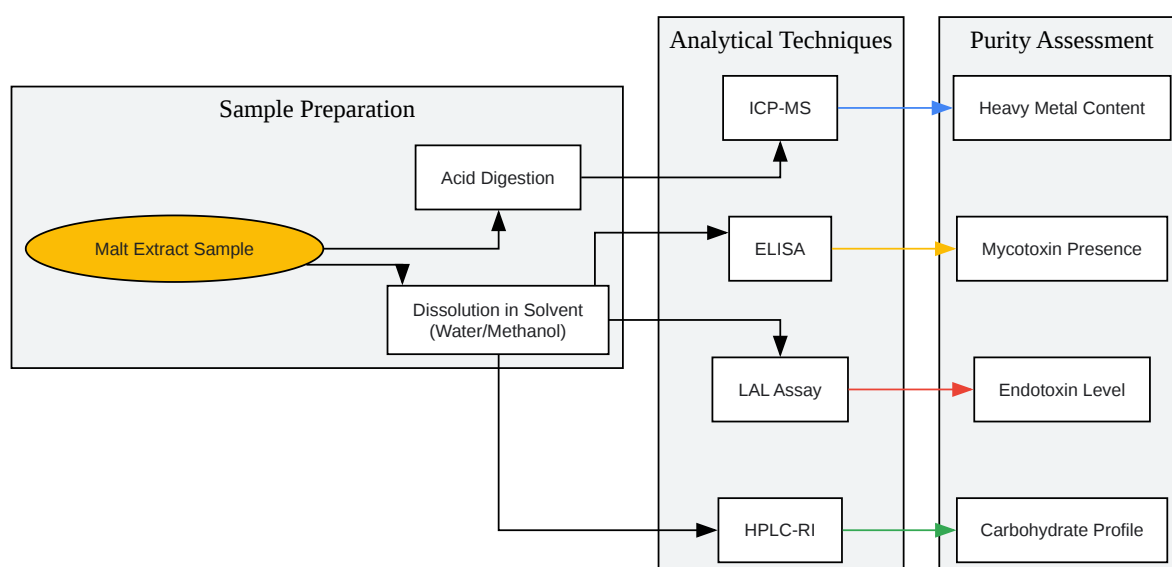 Sample Preparation
Malt Extract Sample
Acid Digestion
Dissolution in Solvent
(Water/Methanol)
Analytical Techniques
ICP-MS
ELISA
LAL Assay
HPLC-RI
Purity Assessment
Heavy Metal Content
Mycotoxin Presence
Endotoxin Level
Carbohydrate Profile